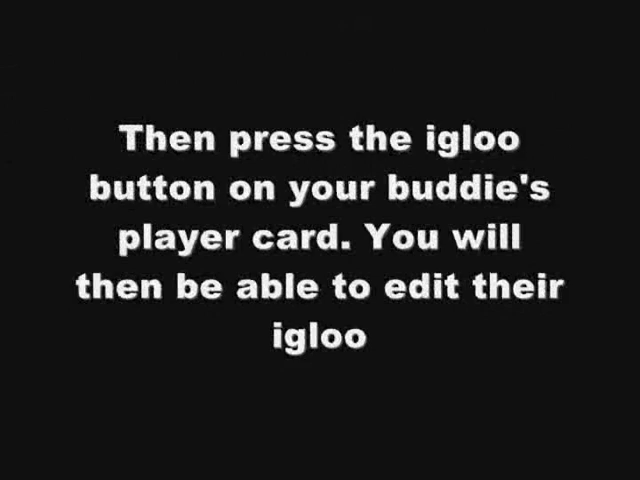 Then press the igloo
button on your buddie's
player card. You will
then be able to edit their
igloo